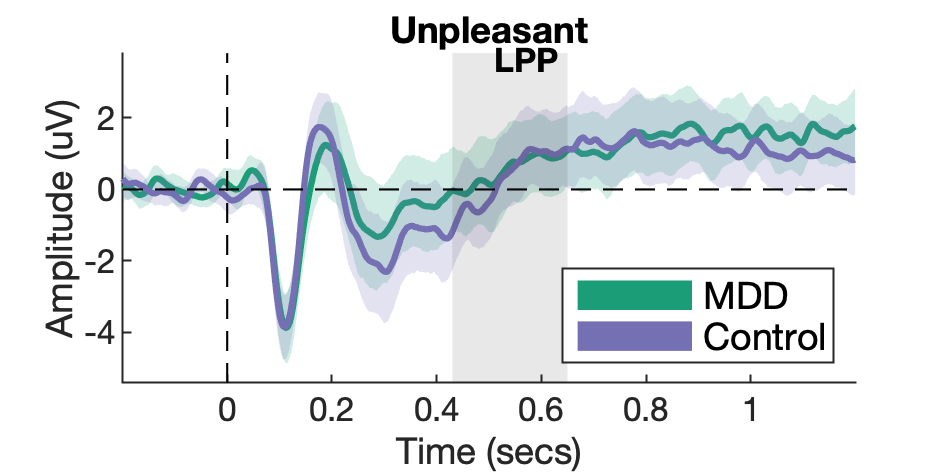 Unpleasant
LPP
Amplitude (uV)
2
0
-2
-4
MDD
Control
0
0.2
0.4
0.6
0.8
1
Time (secs)